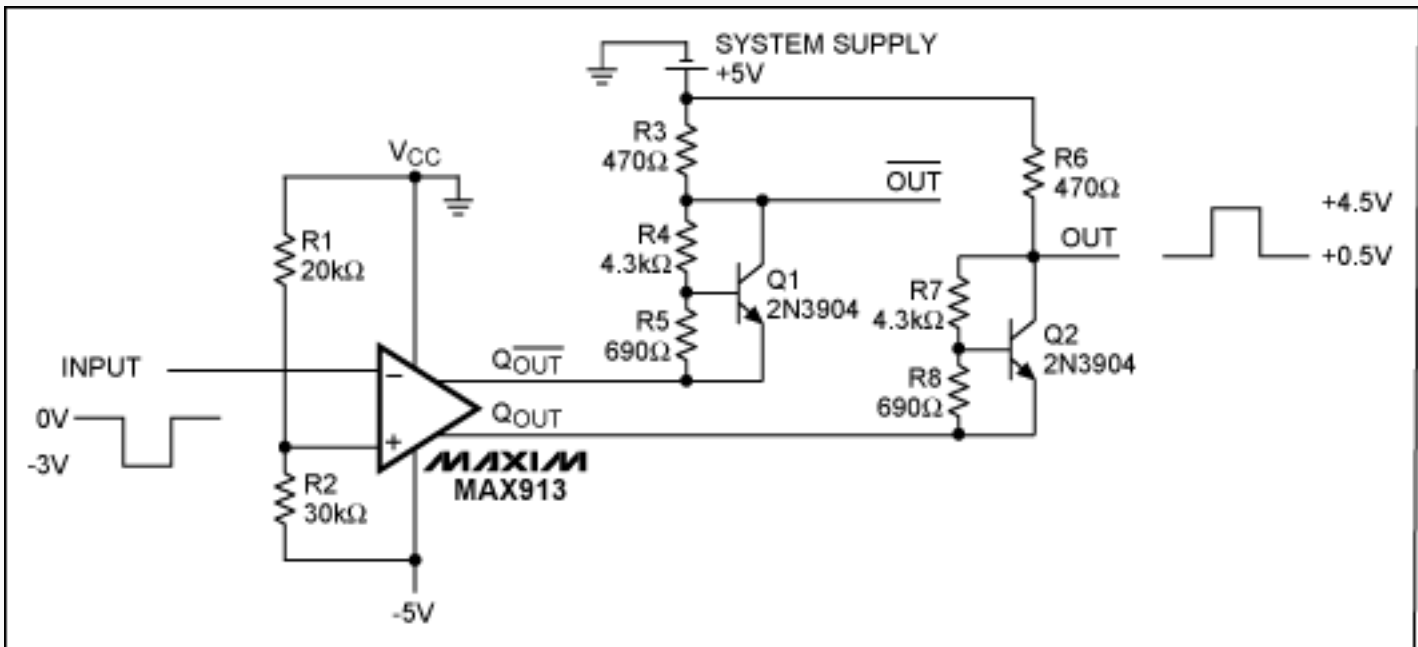 SYSTEM SUPPLY
+5V
R3
470Ω
VCC
OUT
R6
470Ω
+4.5V
R1
20kΩ
R4
4.3kΩ
OUT
+0.5V
Q1
2N3904
R7
4.3kΩ
R5
690Ω
Q2
2N3904
INPUT
−
QOUT
R8
690Ω
0V
QOUT
-3V
+
MAXIM
MAX913
R2
30kΩ
-5V